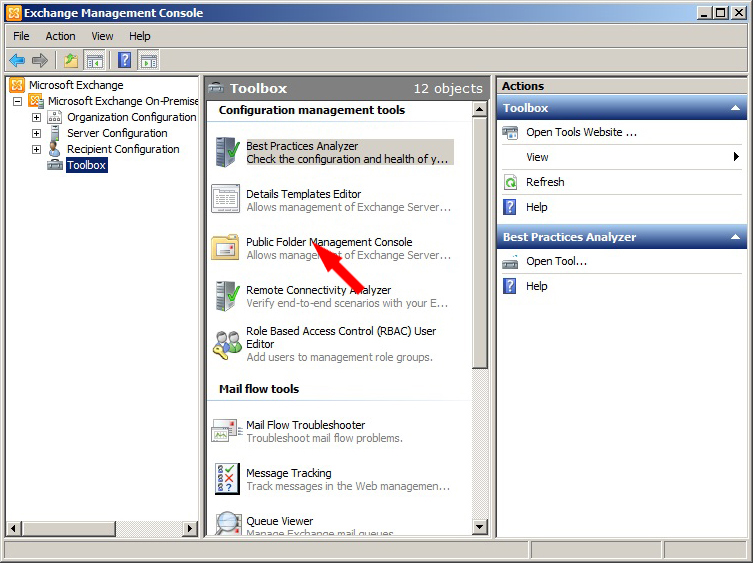 Exchange Management Console
File Action View Help
Microsoft Exchange
Microsoft Exchange On-Premise
Organization Configuration
Server Configuration
Recipient Configuration
Toolbox
Toolbox 12 objects
Configuration management tools
Best Practices Analyzer
Check the configuration and health of y...
Details Templates Editor
Allows management of Exchange Server...
Public Folder Management Console
Allows management of Exchange Server...
Remote Connectivity Analyzer
Verify end-to-end scenarios with your E...
Role Based Access Control (RBAC) User
Editor
Add users to management role groups.
Mail flow tools
Mail Flow Troubleshooter
Troubleshoot mail flow problems.
Message Tracking
Track messages in the Web managemen...
Queue Viewer
Manage Exchange mail queues.
Actions
Toolbox
Open Tools Website ...
View
Refresh
Help
Best Practices Analyzer
Open Tool...
Help